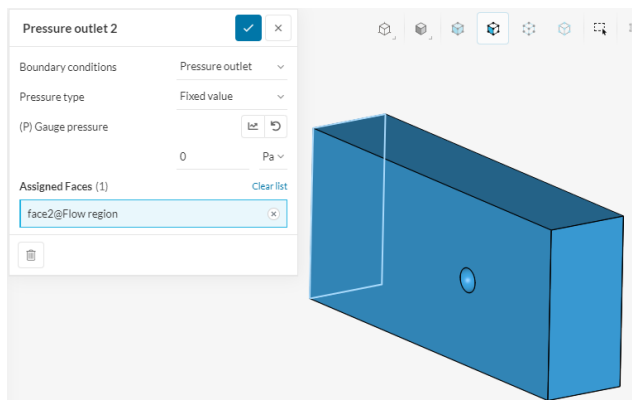 Pressure outlet 2
Boundary conditions Pressure outlet
Pressure type Fixed value
(P) Gauge pressure
0 Pa
Assigned Faces (1) Clear list
face2@Flow region